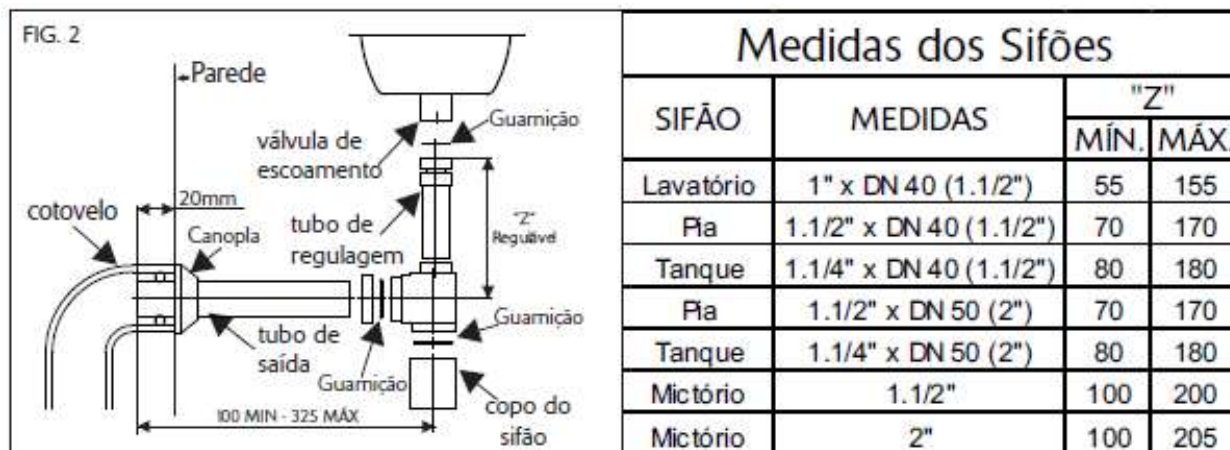 FIG. 2
Parede
Guarnição
válvula de
escoamento
20mm
cotovelo
Canopla
tubo de
regulagem
"Z"
Regulável
Guarnição
tubo de
saída
Guarnição
copo do
sifão
100 MIN - 325 MÁX
Medidas dos Sifões
SIFÃO MEDIDAS "Z"
MÍN. MÁX.
Lavatório 1" x DN 40 (1.1/2") 55 155
Pia 1.1/2" x DN 40 (1.1/2") 70 170
Tanque 1.1/4" x DN 40 (1.1/2") 80 180
Pia 1.1/2" x DN 50 (2") 70 170
Tanque 1.1/4" x DN 50 (2") 80 180
Mictório 1.1/2" 100 200
Mictório 2" 100 205